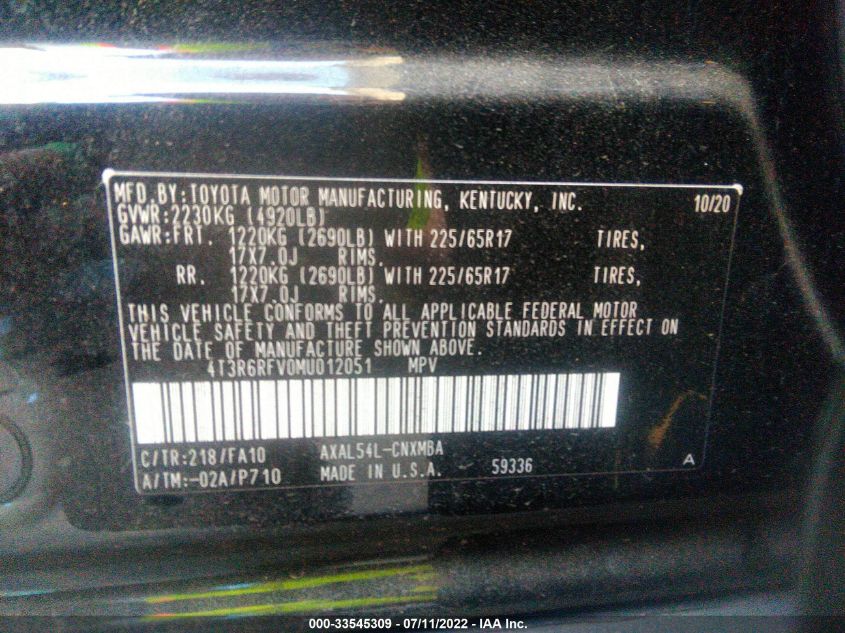 MFD.BY:TOYOTA MOTOR MANUFACTURING, KENTUCKY, INC. 10/20
GVWR:2230KG (4920LB)
GAWR:FRT. 1220KG (2690LB) WITH 225/65R17 TIRES,
17X7.0J RIMS.
RR. 1220KG (2690LB) WITH 225/65R17 TIRES,
17X7.0J RIMS.
THIS VEHICLE CONFORMS TO ALL APPLICABLE FEDERAL MOTOR
VEHICLE SAFETY AND THEFT PREVENTION STANDARDS IN EFFECT ON
THE DATE OF MANUFACTURE SHOWN ABOVE.
4T3R6RFV0MU012051 MPV
C/TR:218/FA10 AXAL54L-CNXMBA
A/TM:-02A/P710 MADE IN U.S.A. 59336 A
000-33545309 - 07/11/2022 - IAA Inc.